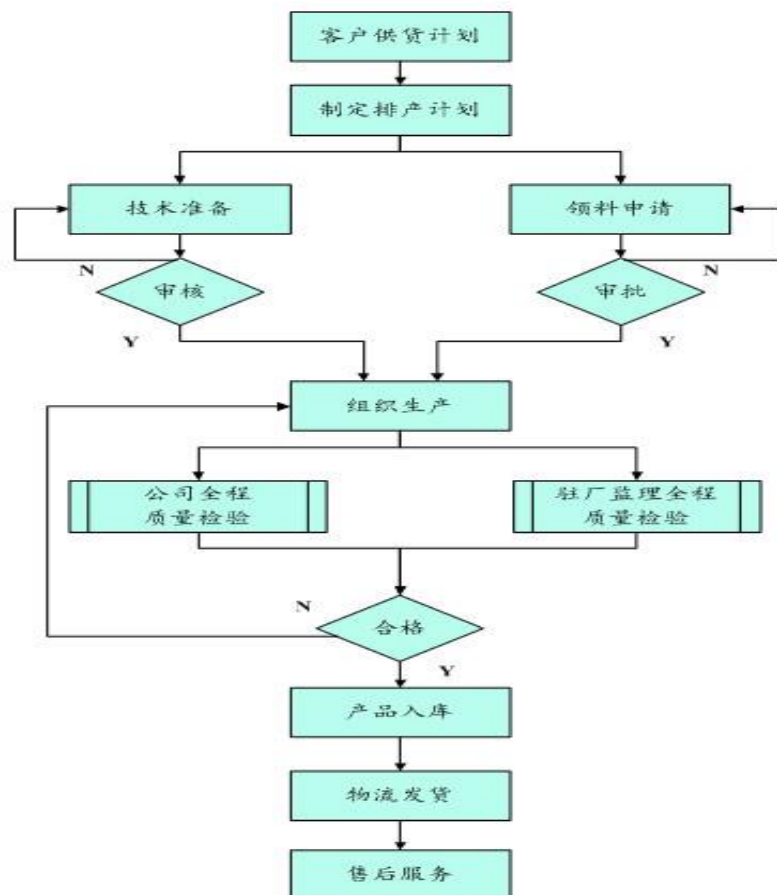 客户供货计划
制定排产计划
技术准备
领料申请
N
N
审核
审批
Y
Y
组织生产
公司全程
质量检验
驻厂监理全程
质量检验
N
合格
Y
产品入库
物流发货
售后服务